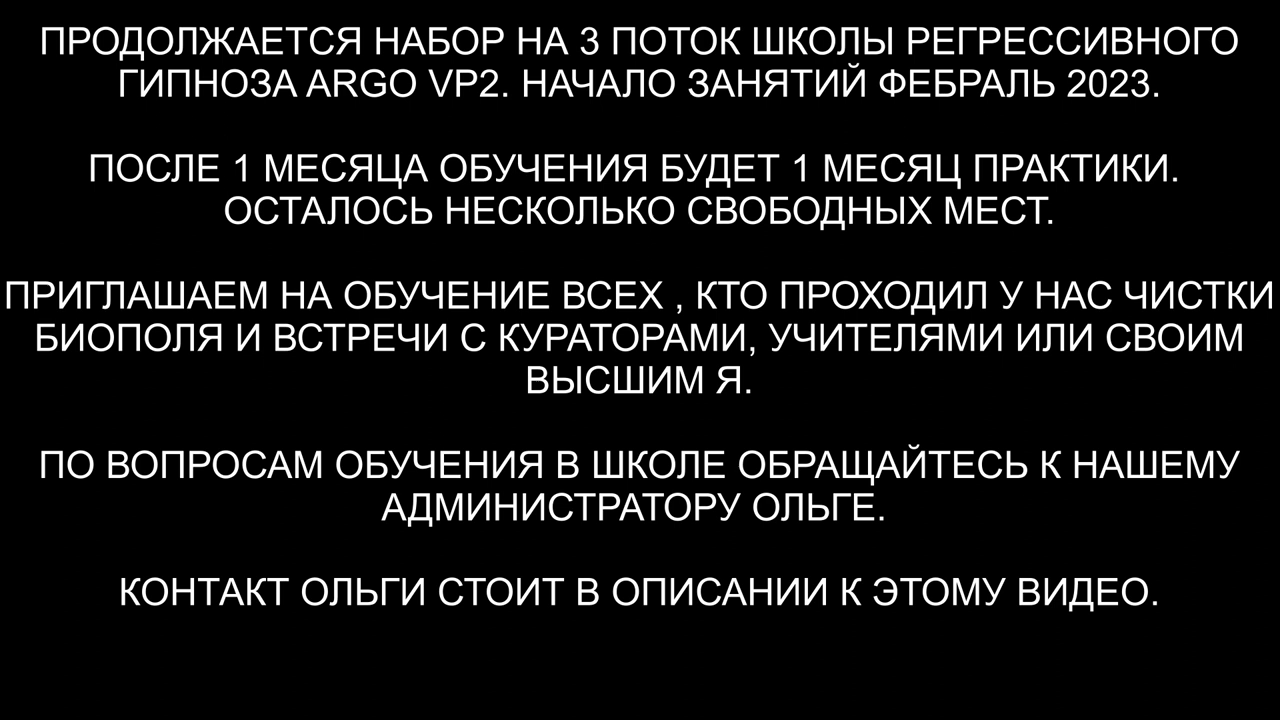 ПРОДОЛЖАЕТСЯ НАБОР НА 3 ПОТОК ШКОЛЫ РЕГРЕССИВНОГО
ГИПНОЗА ARGO VP2. НАЧАЛО ЗАНЯТИЙ ФЕБРАЛЬ 2023.
ПОСЛЕ 1 МЕСЯЦА ОБУЧЕНИЯ БУДЕТ 1 МЕСЯЦ ПРАКТИКИ.
ОСТАЛОСЬ НЕСКОЛЬКО СВОБОДНЫХ МЕСТ.
ПРИГЛАШАЕМ НА ОБУЧЕНИЕ ВСЕХ , КТО ПРОХОДИЛ У НАС ЧИСТКИ
БИОПОЛЯ И ВСТРЕЧИ С КУРАТОРАМИ, УЧИТЕЛЯМИ ИЛИ СВОИМ
ВЫСШИМ Я.
ПО ВОПРОСАМ ОБУЧЕНИЯ В ШКОЛЕ ОБРАЩАЙТЕСЬ К НАШЕМУ
АДМИНИСТРАТОРУ ОЛЬГЕ.
КОНТАКТ ОЛЬГИ СТОИТ В ОПИСАНИИ К ЭТОМУ ВИДЕО.